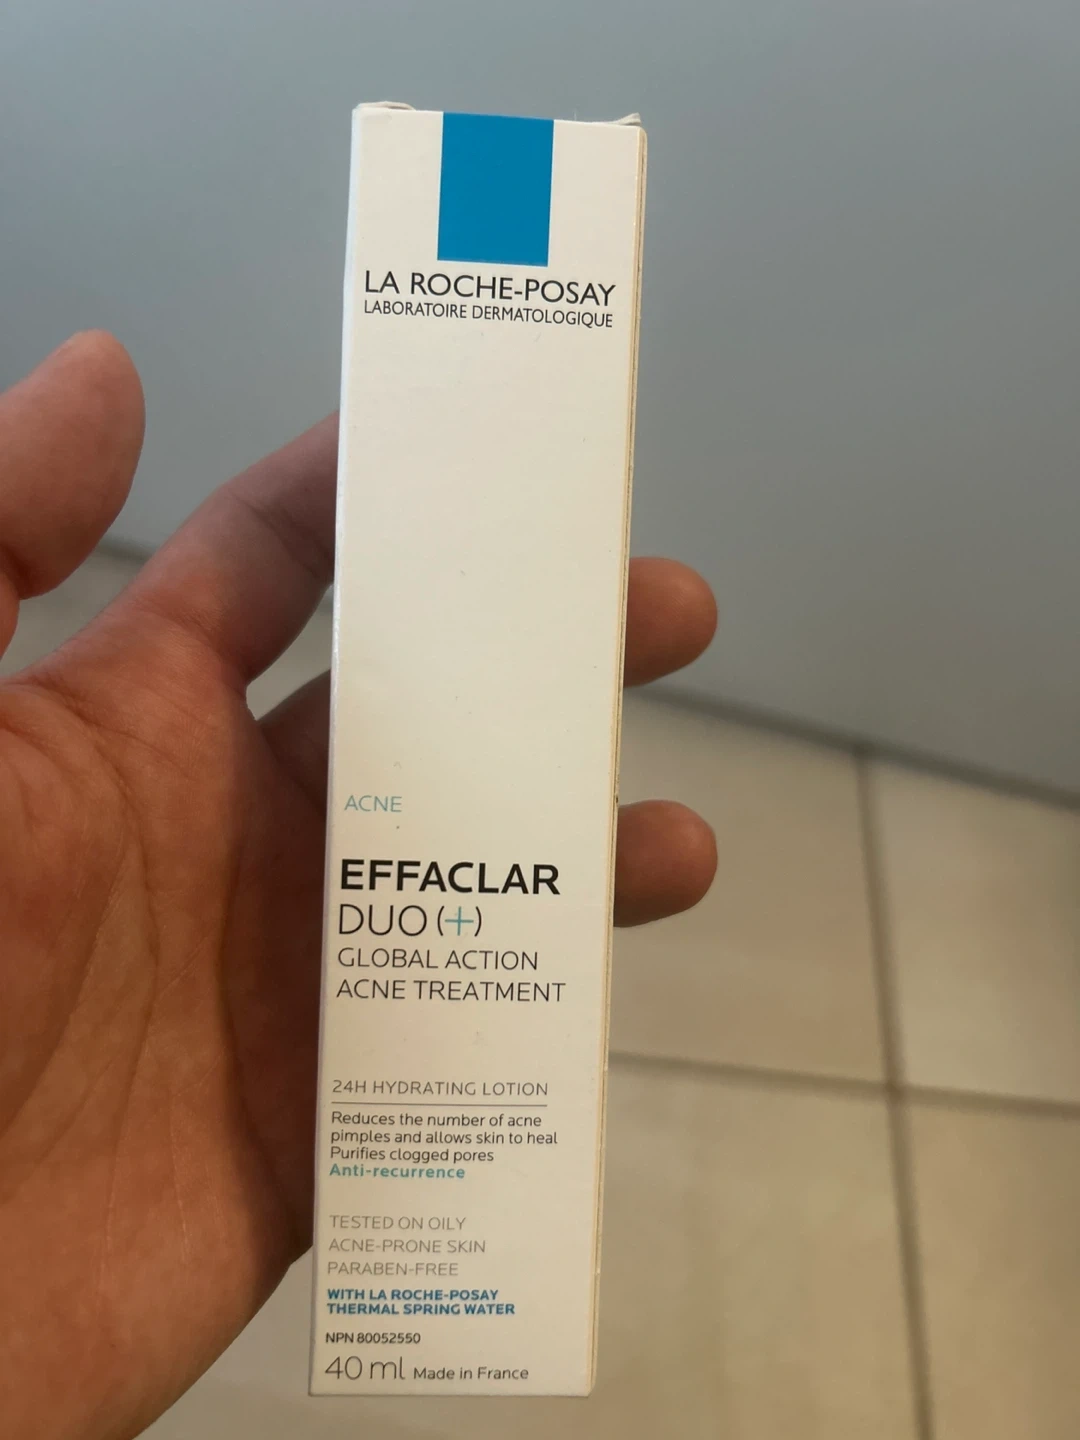 LA ROCHE-POSAY
LABORATOIRE DERMATOLOGIQUE
ACNE
EFFACLAR
DUO (+)
GLOBAL ACTION
ACNE TREATMENT
24H HYDRATING LOTION
Reduces the number of acne
pimples and allows skin to heal
Purifies clogged pores
Anti-recurrence
TESTED ON OILY
ACNE-PRONE SKIN
PARABEN-FREE
WITH LA ROCHE-POSAY
THERMAL SPRING WATER
NPN 80052550
40 ml Made in France